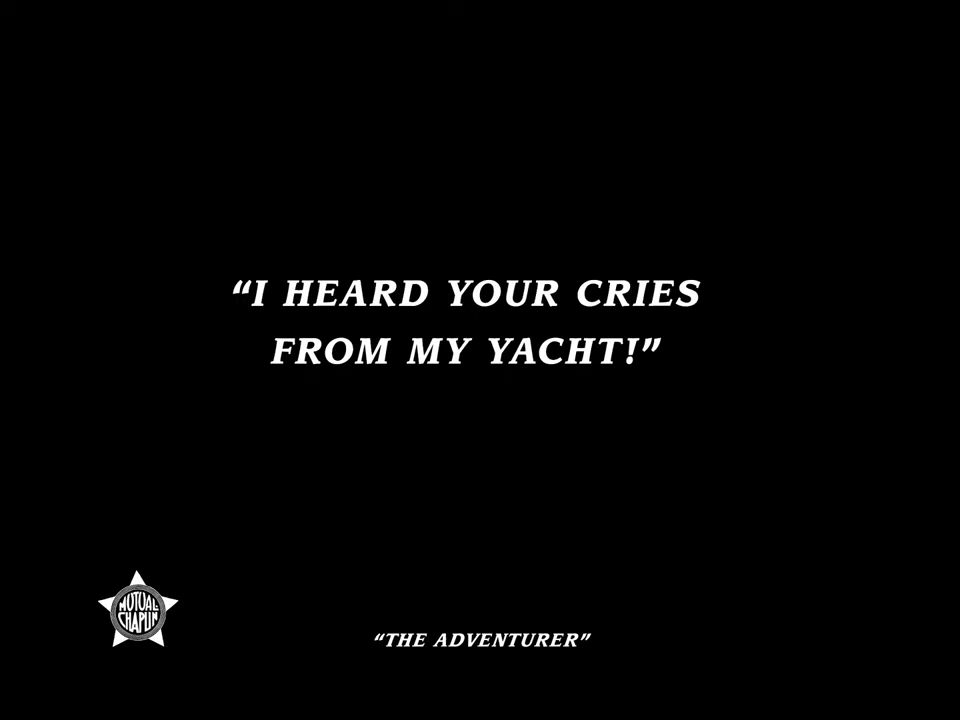 “I HEARD YOUR CRIES
FROM MY YACHT!”
MUTUAL-
CHAPLIN
“THE ADVENTURER”